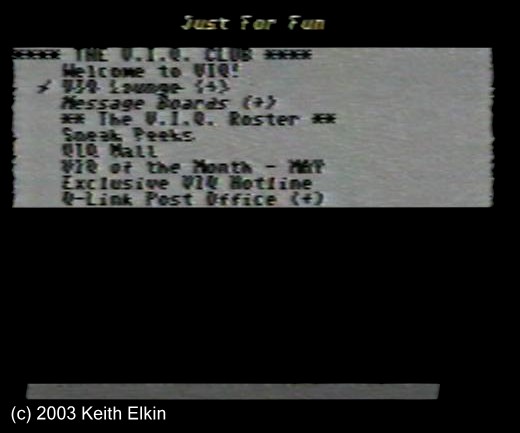 Just For Fun
**** THE V.I.Q. CLUB ****
Welcome to VIQ!
VIQ Lounge (+)
Message Boards (+)
** The V.I.Q. Roster **
Sneak Peeks
VIQ Mall
VIQ of the Month - MAY
Exclusive VIQ Hotline
Q-Link Post Office (+)
(c) 2003 Keith Elkin